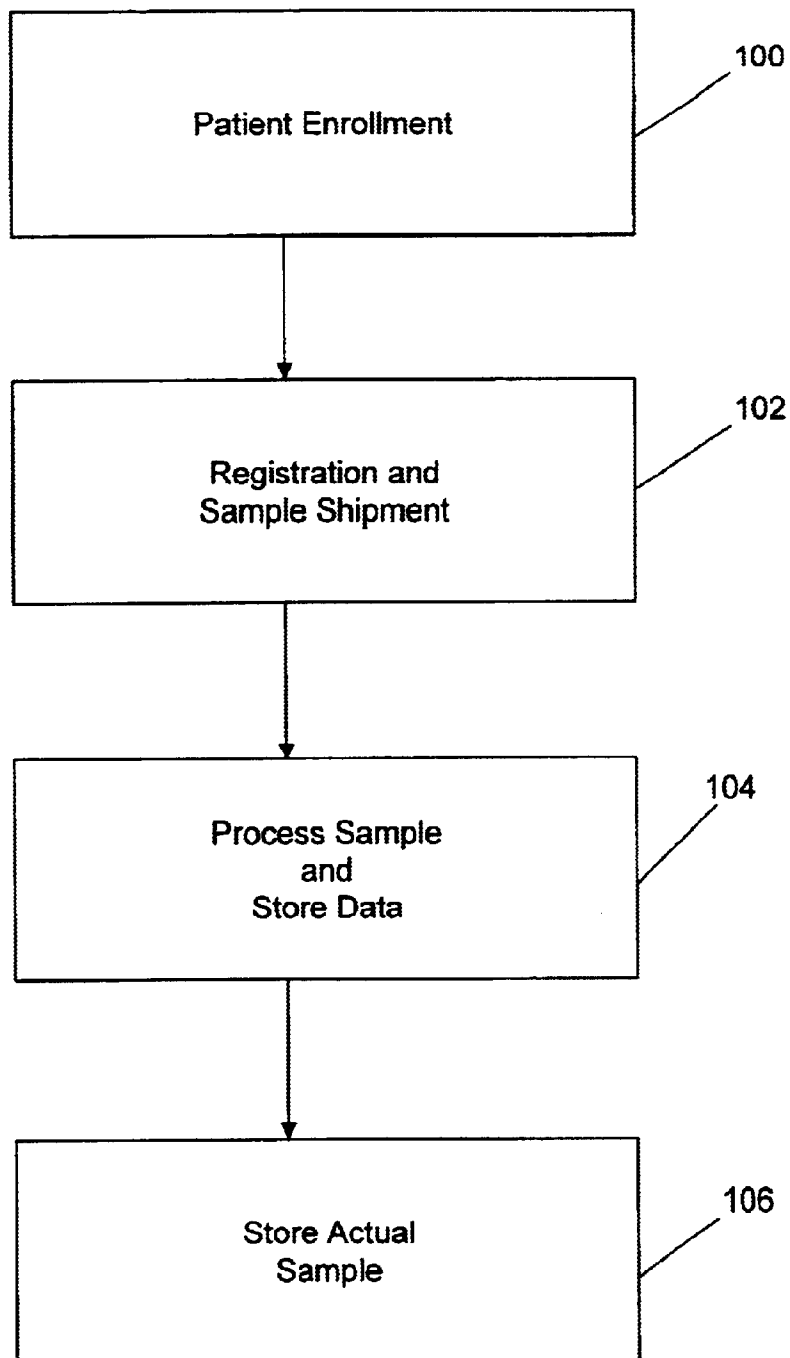 Patient Enrollment
100
Registration and
Sample Shipment
102
Process Sample
and
Store Data
104
Store Actual
Sample
106